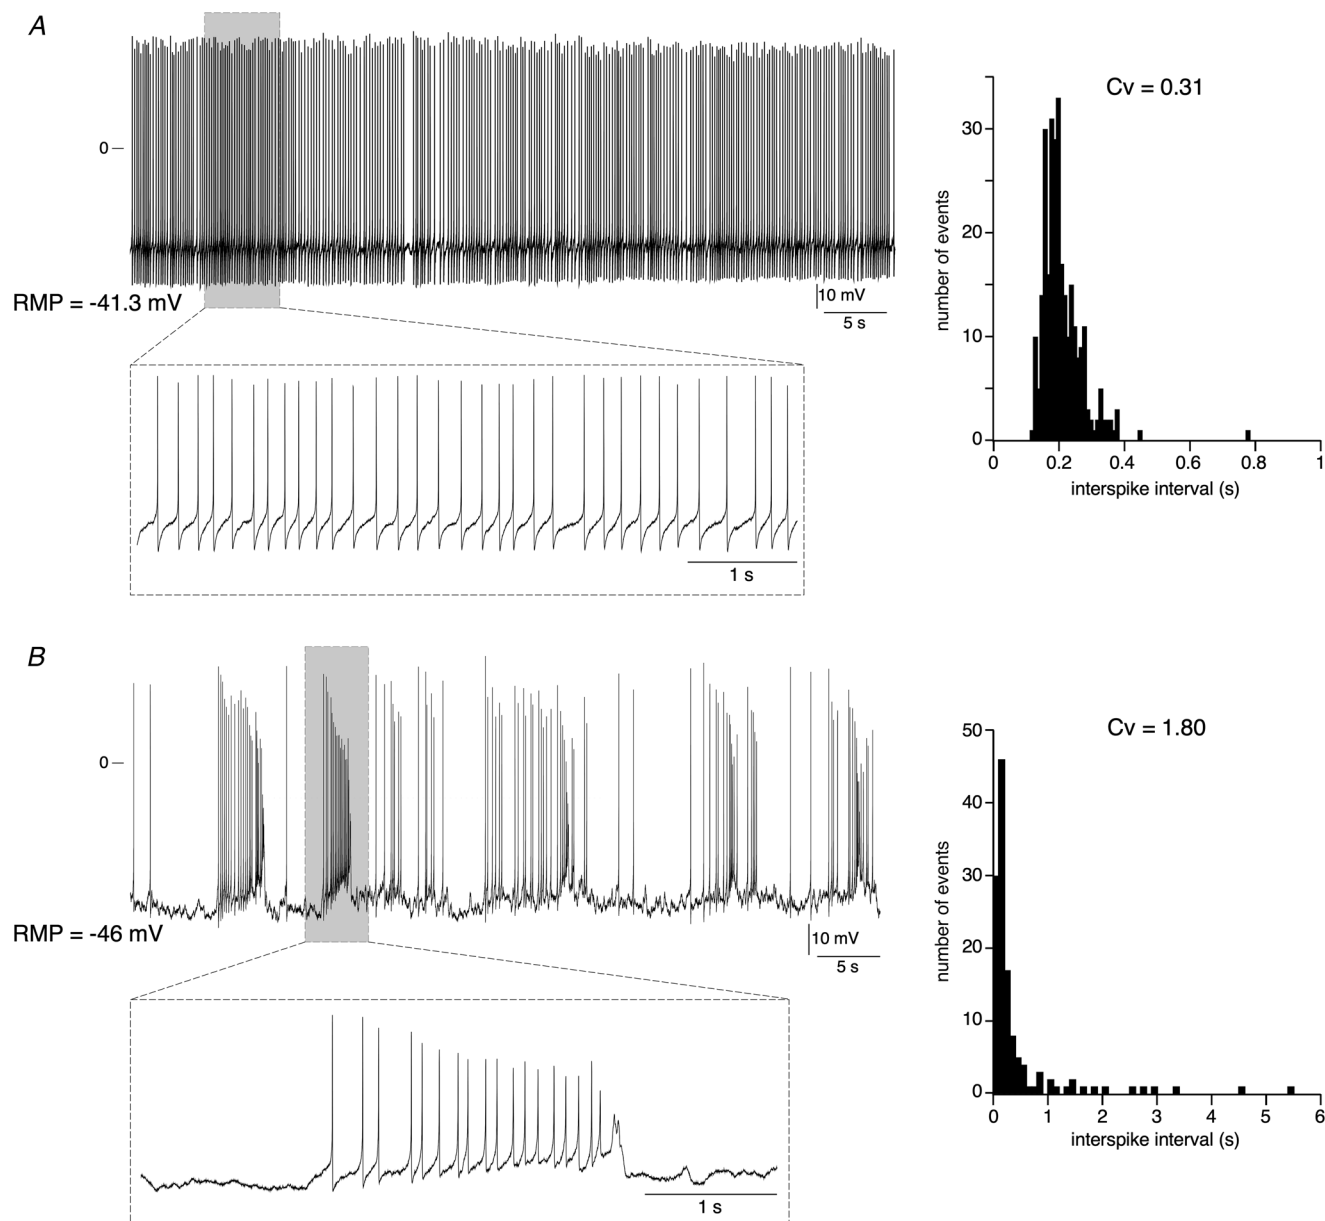 A
0
RMP = -41.3 mV
10 mV
5 s
1 s
Cv = 0.31
number of events
30
20
10
0
0 0.2 0.4 0.6 0.8 1
interspike interval (s)
B
0
RMP = -46 mV
10 mV
5 s
1 s
Cv = 1.80
number of events
50
40
30
20
10
0
0 1 2 3 4 5 6
interspike interval (s)